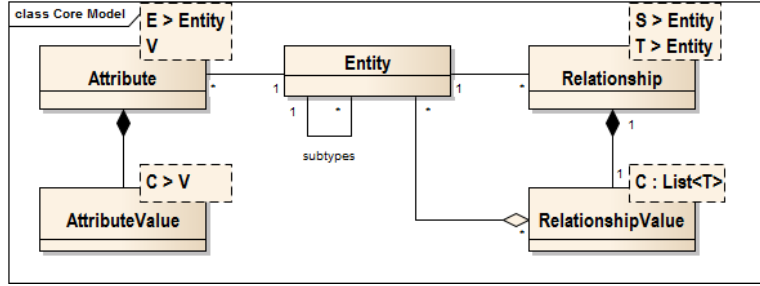 class Core Model
E > Entity
V
Attribute
Entity
S > Entity
T > Entity
Relationship
*
1
1
*
1
*
*
1
subtypes
1
C > V
AttributeValue
C : List<T>
RelationshipValue
*